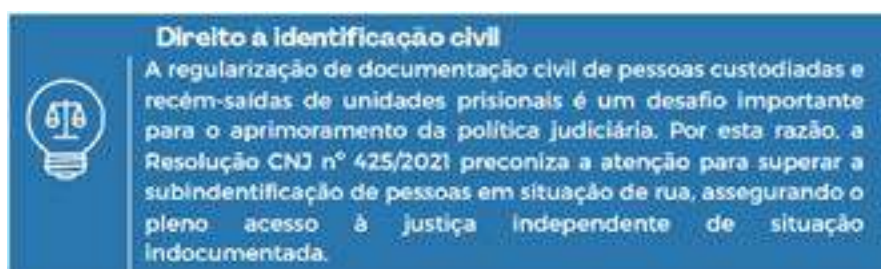 Direito a identificação civil
A regularização de documentação civil de pessoas custodiadas e
recém-saídas de unidades prisionais é um desafio importante
para o aprimoramento da política judiciária. Por esta razão, a
Resolução CNJ nº 425/2021 preconiza a atenção para superar a
subindentificação de pessoas em situação de rua, assegurando o
pleno acesso à justiça independente de situação
indocumentada.